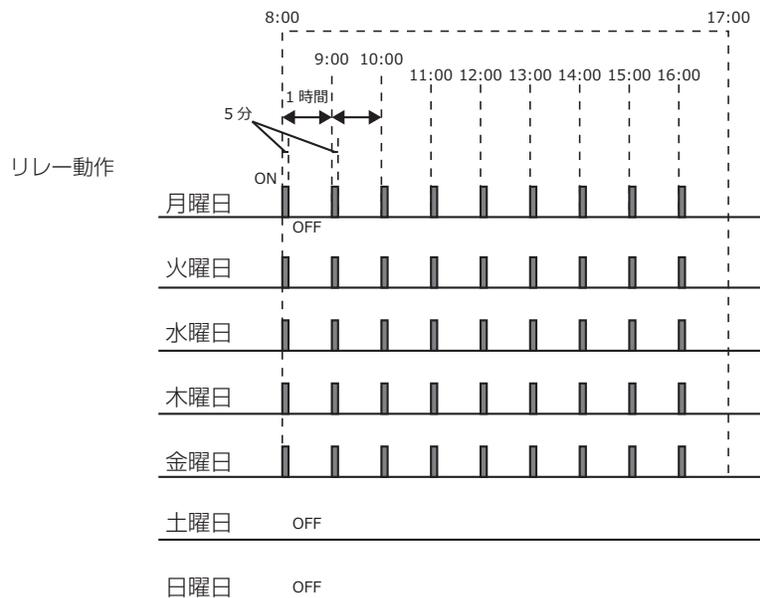 8:00
17:00
9:00 10:00
11:00 12:00 13:00 14:00 15:00 16:00
1 時間
5 分
リレー動作
ON
月曜日
OFF
火曜日
水曜日
木曜日
金曜日
土曜日 OFF
日曜日 OFF